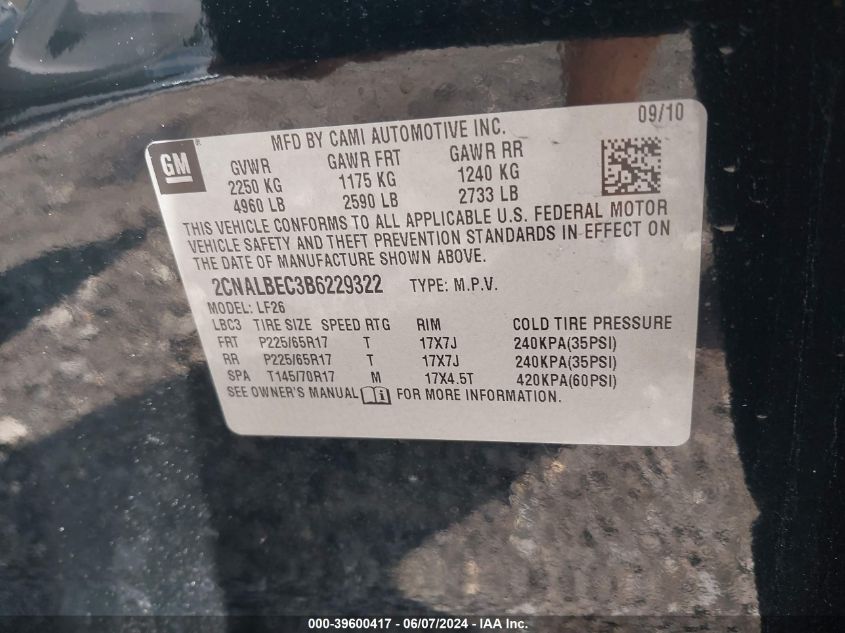 09/10
MFD BY CAMI AUTOMOTIVE INC.
GM ®
GVWR GAWR FRT GAWR RR
2250 KG 1175 KG 1240 KG
4960 LB 2590 LB 2733 LB
THIS VEHICLE CONFORMS TO ALL APPLICABLE U.S. FEDERAL MOTOR
VEHICLE SAFETY AND THEFT PREVENTION STANDARDS IN EFFECT ON
THE DATE OF MANUFACTURE SHOWN ABOVE.
2CNALBEC3B6229322 TYPE: M.P.V.
MODEL: LF26
LBC3 TIRE SIZE SPEED RTG RIM COLD TIRE PRESSURE
FRT P225/65R17 T 17X7J 240KPA(35PSI)
RR P225/65R17 T 17X7J 240KPA(35PSI)
SPA T145/70R17 M 17X4.5T 420KPA(60PSI)
SEE OWNER'S MANUAL FOR MORE INFORMATION.
000-39600417 - 06/07/2024 - IAA Inc.